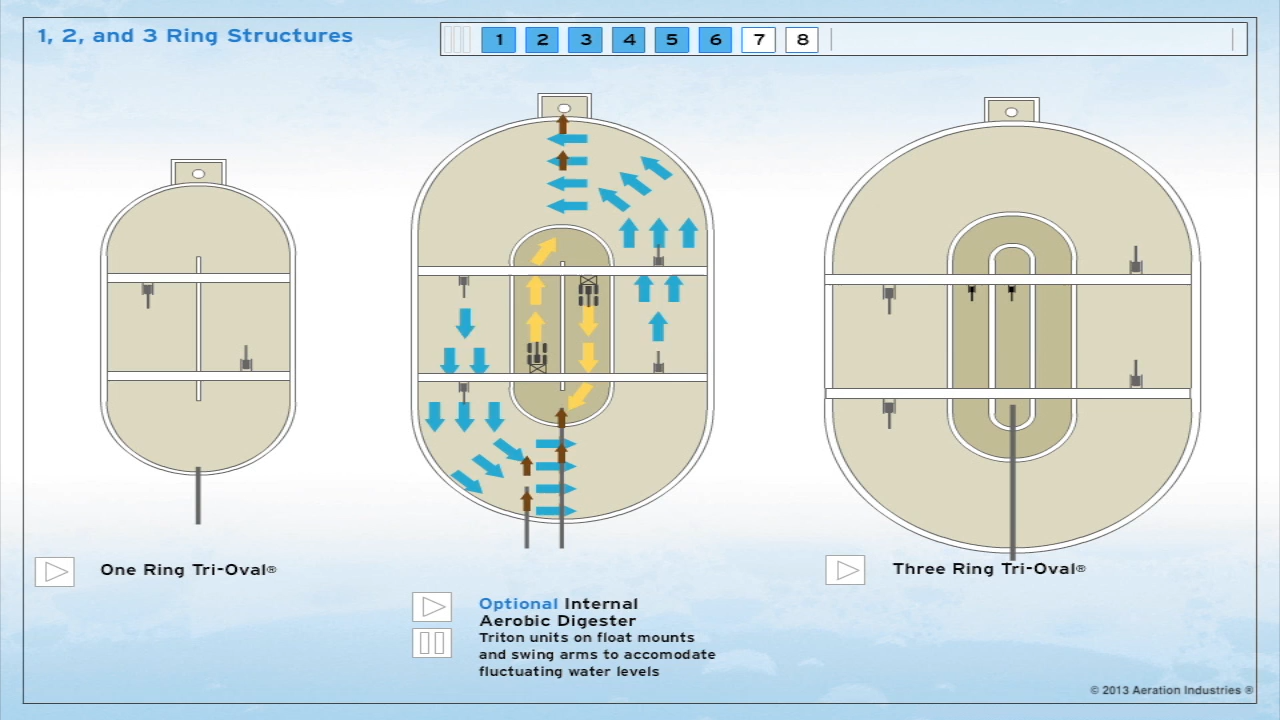 1, 2, and 3 Ring Structures
1 2 3 4 5 6 7 8
One Ring Tri-Oval®
Three Ring Tri-Oval®
Optional Internal
Aerobic Digester
Triton units on float mounts
and swing arms to accomodate
fluctuating water levels
© 2013 Aeration Industries ®